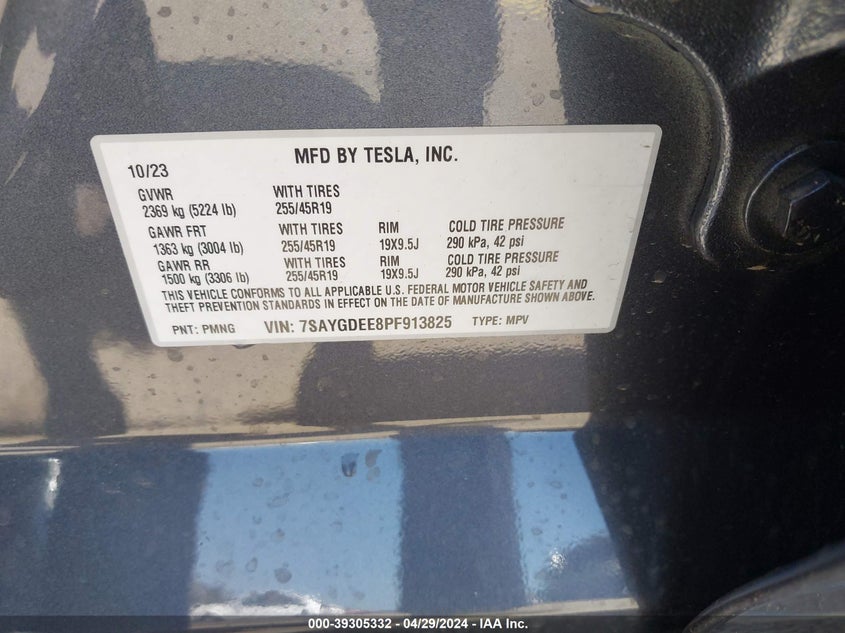 MFD BY TESLA, INC.
10/23
GVWR WITH TIRES
2369 kg (5224 lb) 255/45R19
GAWR FRT WITH TIRES RIM COLD TIRE PRESSURE
1363 kg (3004 lb) 255/45R19 19X9.5J 290 kPa, 42 psi
GAWR RR WITH TIRES RIM COLD TIRE PRESSURE
1500 kg (3306 lb) 255/45R19 19X9.5J 290 kPa, 42 psi
THIS VEHICLE CONFORMS TO ALL APPLICABLE U.S. FEDERAL MOTOR VEHICLE SAFETY AND
THEFT PREVENTION STANDARDS IN EFFECT ON THE DATE OF MANUFACTURE SHOWN ABOVE.
PNT: PMNG VIN: 7SAYGDEE8PF913825 TYPE: MPV
000-39305332 - 04/29/2024 - IAA Inc.